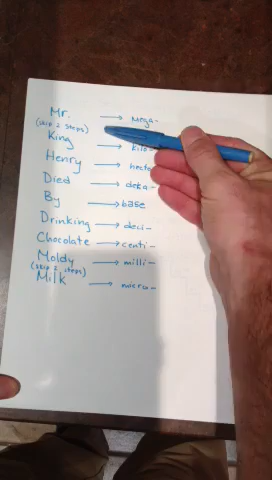 Mr. → mega-
(skip 2 steps)
King → kilo-
Henry → hecto
Died → deka-
By → base
Drinking → deci-
Chocolate → centi-
Moldy → milli-
(skip 2 steps)
Milk → micro-